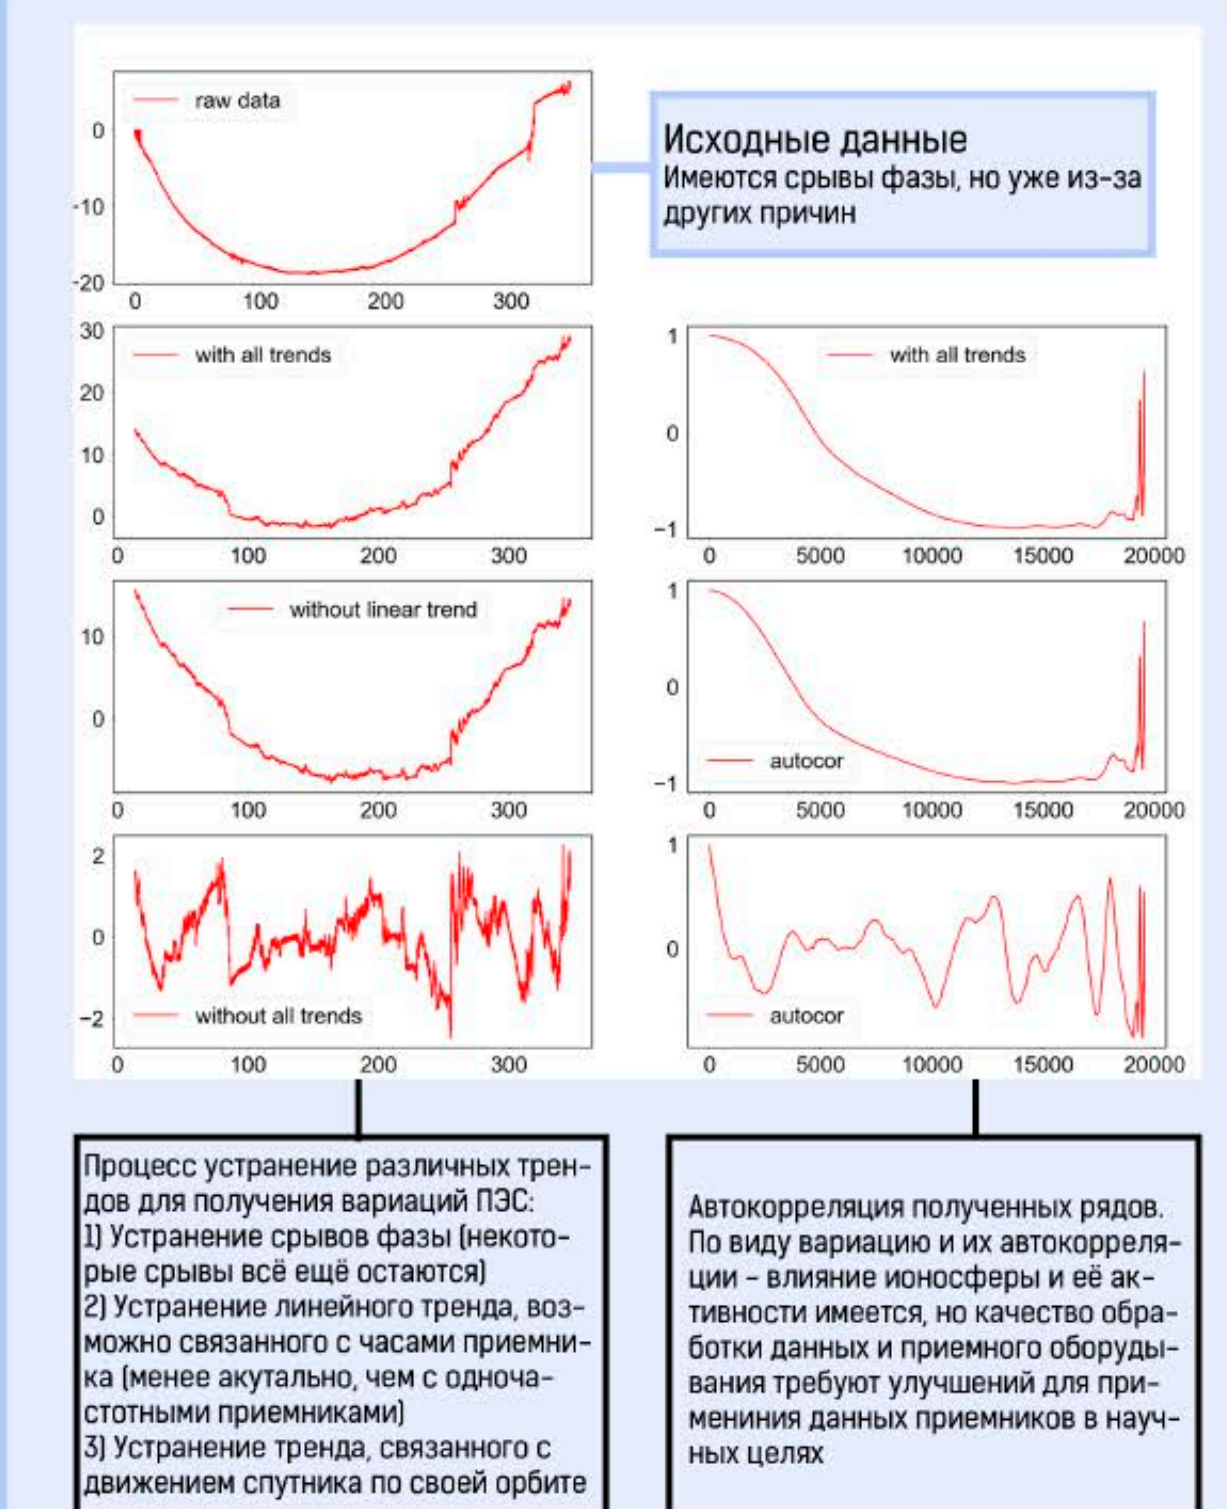 raw data
0
-10
-20
0 100 200 300
Исходные данные
Имеются срывы фазы, но уже из-за
других причин
with all trends
30
20
10
0
0 100 200 300
with all trends
1
0
−1
0 5000 10000 15000 20000
without linear trend
10
0
0 100 200 300
autocor
1
0
−1
0 5000 10000 15000 20000
2
0
−2
without all trends
0 100 200 300
1
0
autocor
0 5000 10000 15000 20000
Процесс устранение различных трен-
дов для получения вариаций ПЭС:
1) Устранение срывов фазы (некото-
рые срывы всё ещё остаются)
2) Устранение линейного тренда, воз-
можно связанного с часами приемни-
ка (менее акутально, чем с одноча-
стотными приемниками)
3) Устранение тренда, связанного с
движением спутника по своей орбите
Автокорреляция полученных рядов.
По виду вариацию и их автокорреля-
ции - влияние ионосферы и её ак-
тивности имеется, но качество обра-
ботки данных и приемного оборуды-
вания требуют улучшений для при-
мениния данных приемников в науч-
ных целях